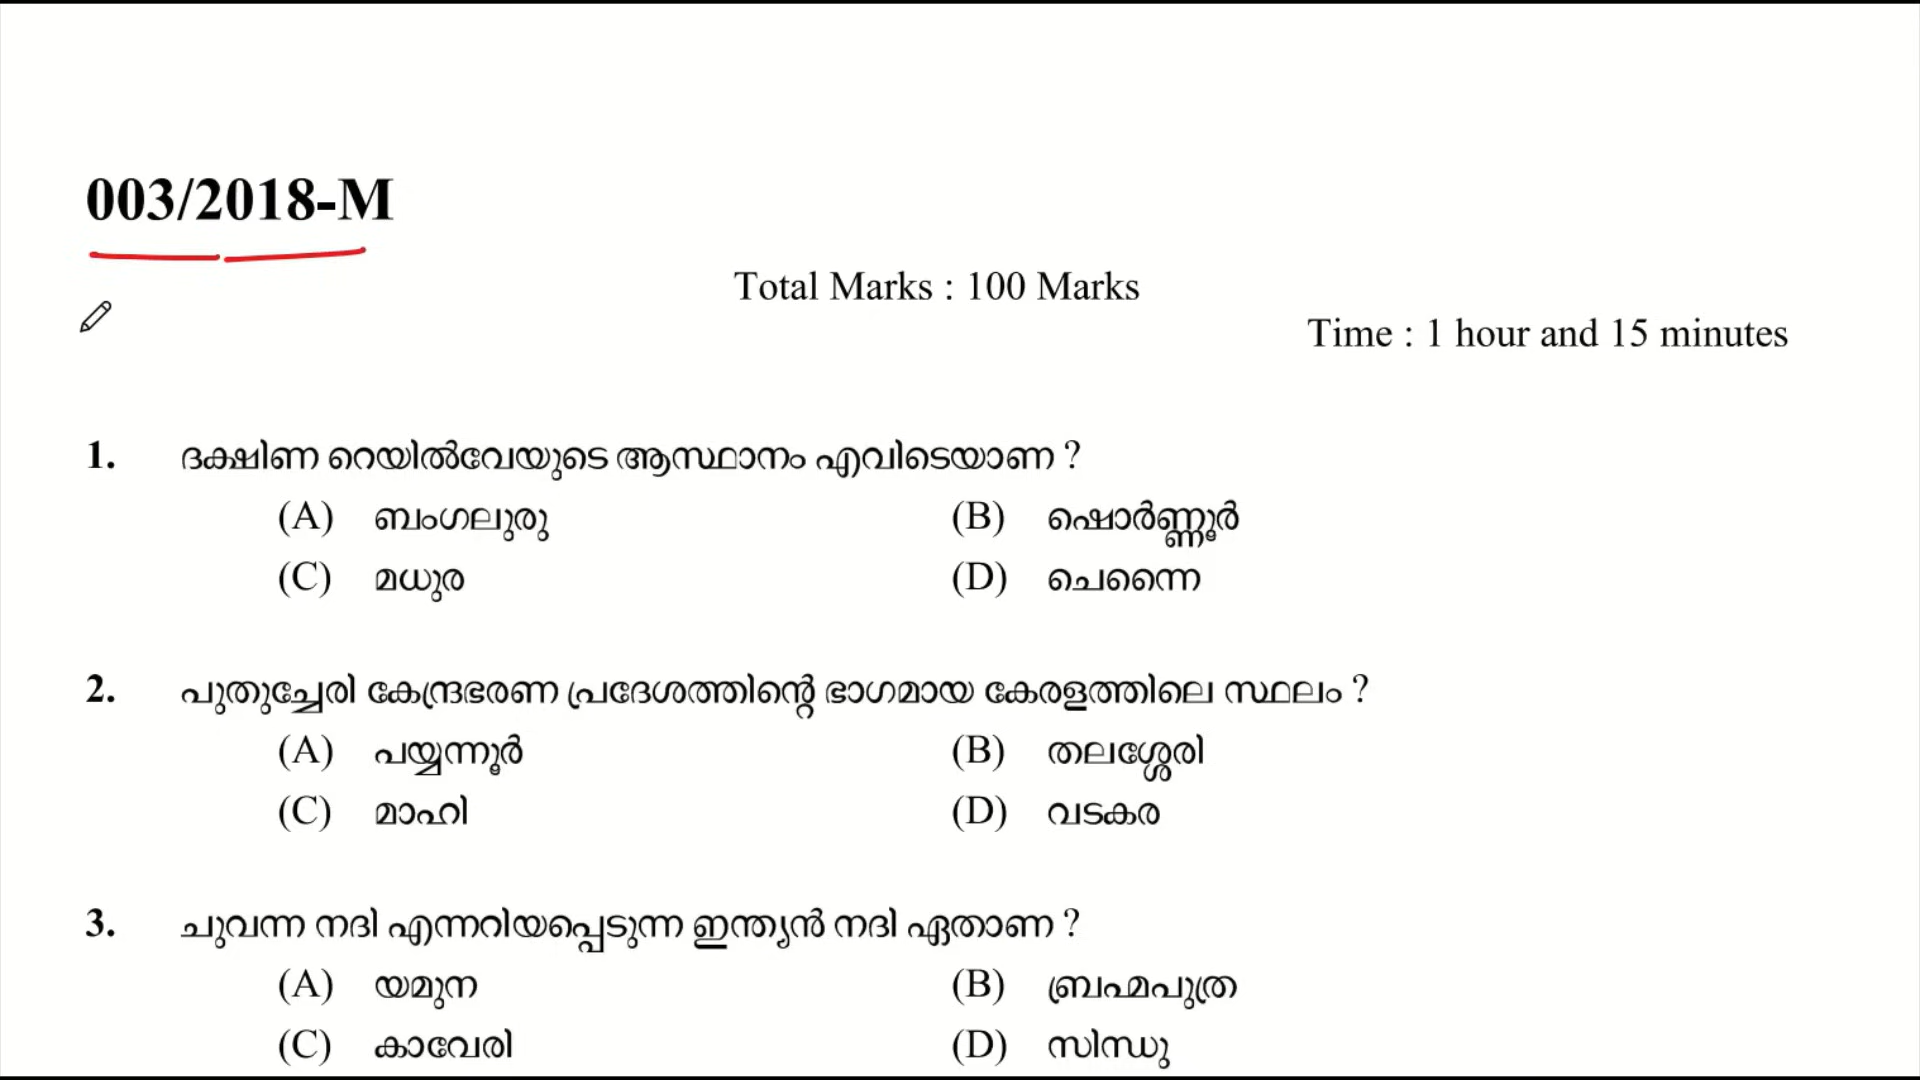 003/2018-M
Total Marks : 100 Marks
Time : 1 hour and 15 minutes
1. ദക്ഷിണ റെയിൽവേയുടെ ആസ്ഥാനം എവിടെയാണ ?
(A) ബംഗലുരു (B) ഷൊർണ്ണൂർ
(C) മധുര (D) ചെന്നൈ
2. പുതുച്ചേരി കേന്ദ്രഭരണ പ്രദേശത്തിന്റെ ഭാഗമായ കേരളത്തിലെ സ്ഥലം ?
(A) പയ്യന്നൂർ (B) തലശ്ശേരി
(C) മാഹി (D) വടകര
3. ചുവന്ന നദി എന്നറിയപ്പെടുന്ന ഇന്ത്യൻ നദി ഏതാണ ?
(A) യമുന (B) ബ്രഹ്മപുത്ര
(C) കാവേരി (D) സിന്ധു